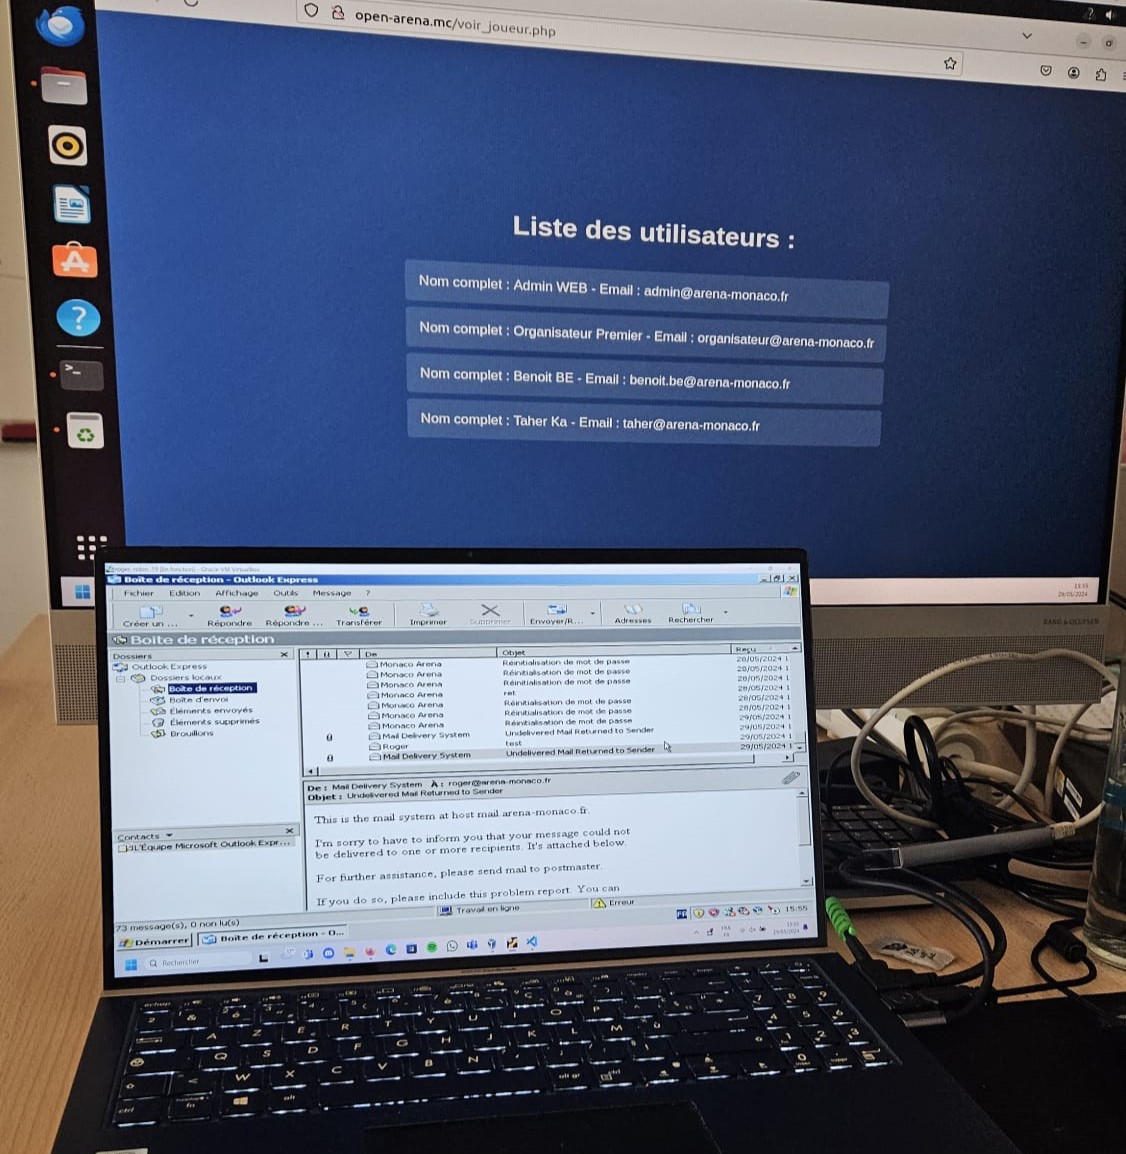 open-arena.mc/voir_joueur.php
Liste des utilisateurs :
Nom complet : Admin WEB - Email : admin@arena-monaco.fr
Nom complet : Organisateur Premier - Email : organisateur@arena-monaco.fr
Nom complet : Benoit BE - Email : benoit.be@arena-monaco.fr
Nom complet : Taher Ka - Email : taher@arena-monaco.fr
15:55
29/05/2024
BANG & OLUFSEN
Boîte de réception - Outlook Express
Fichier Edition Affichage Outils Message ?
Créer un ... Répondre Répondre ... Transférer Imprimer Supprimer Envoyer/R... Adresses Rechercher
Boîte de réception
Dossiers
Outlook Express
Dossiers locaux
Boîte de réception
Boîte d'envoi
Éléments envoyés
Éléments supprimés
Brouillons
De Objet Reçu
Monaco Arena Réinitialisation de mot de passe 28/05/2024 1
Monaco Arena Réinitialisation de mot de passe 28/05/2024 1
Monaco Arena Réinitialisation de mot de passe 28/05/2024 1
Monaco Arena ret 28/05/2024 1
Monaco Arena Réinitialisation de mot de passe 28/05/2024 1
Monaco Arena Réinitialisation de mot de passe 28/05/2024 1
Monaco Arena Réinitialisation de mot de passe 29/05/2024 1
Mail Delivery System Undelivered Mail Returned to Sender 29/05/2024 1
Roger test 29/05/2024 1
Mail Delivery System Undelivered Mail Returned to Sender 29/05/2024 1
De : Mail Delivery System À : roger@arena-monaco.fr
Objet : Undelivered Mail Returned to Sender
This is the mail system at host mail.arena-monaco.fr.
I'm sorry to have to inform you that your message could not
be delivered to one or more recipients. It's attached below.
For further assistance, please send mail to postmaster.
If you do so, please include this problem report. You can
Contacts
L'Équipe Microsoft Outlook Expr...
73 message(s), 0 non lu(s)
Travail en ligne
Erreur
Démarrer
Boîte de réception - O...
FR
15:55
Rechercher